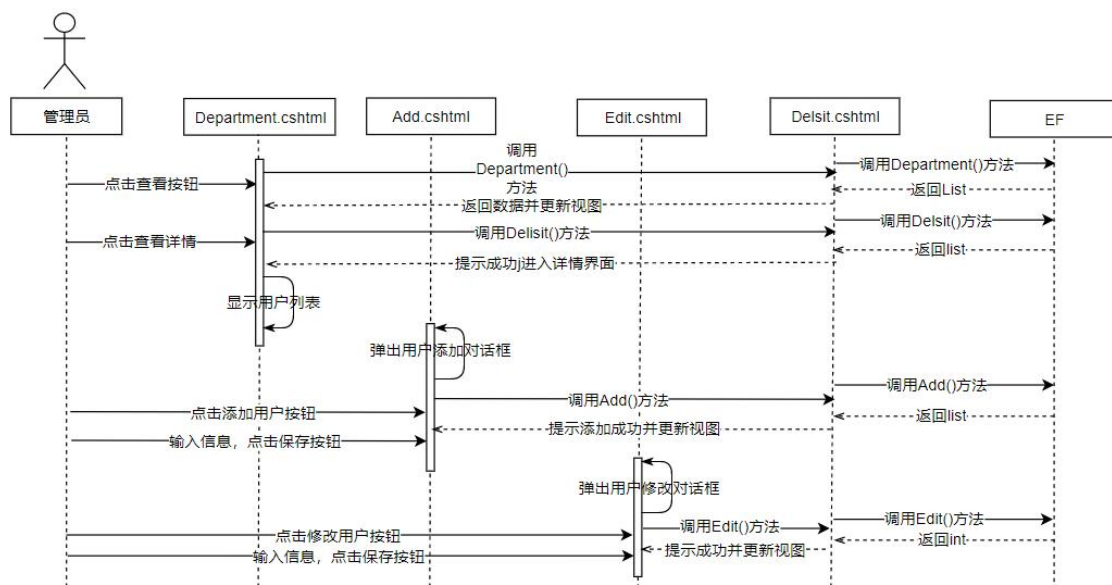 管理员
Department.cshtml
Add.cshtml
Edit.cshtml
Delsit.cshtml
EF
调用
Department()
方法
调用Department()方法
点击查看按钮
返回List
返回数据并更新视图
调用Delsit()方法
点击查看详情
调用Delisit()方法
返回list
提示成功j进入详情界面
显示用户列表
弹出用户添加对话框
调用Add()方法
调用Add()方法
点击添加用户按钮
返回list
提示添加成功并更新视图
输入信息，点击保存按钮
弹出用户修改对话框
调用Edit()方法
调用Edit()方法
点击修改用户按钮
返回int
提示成功并更新视图
输入信息，点击保存按钮